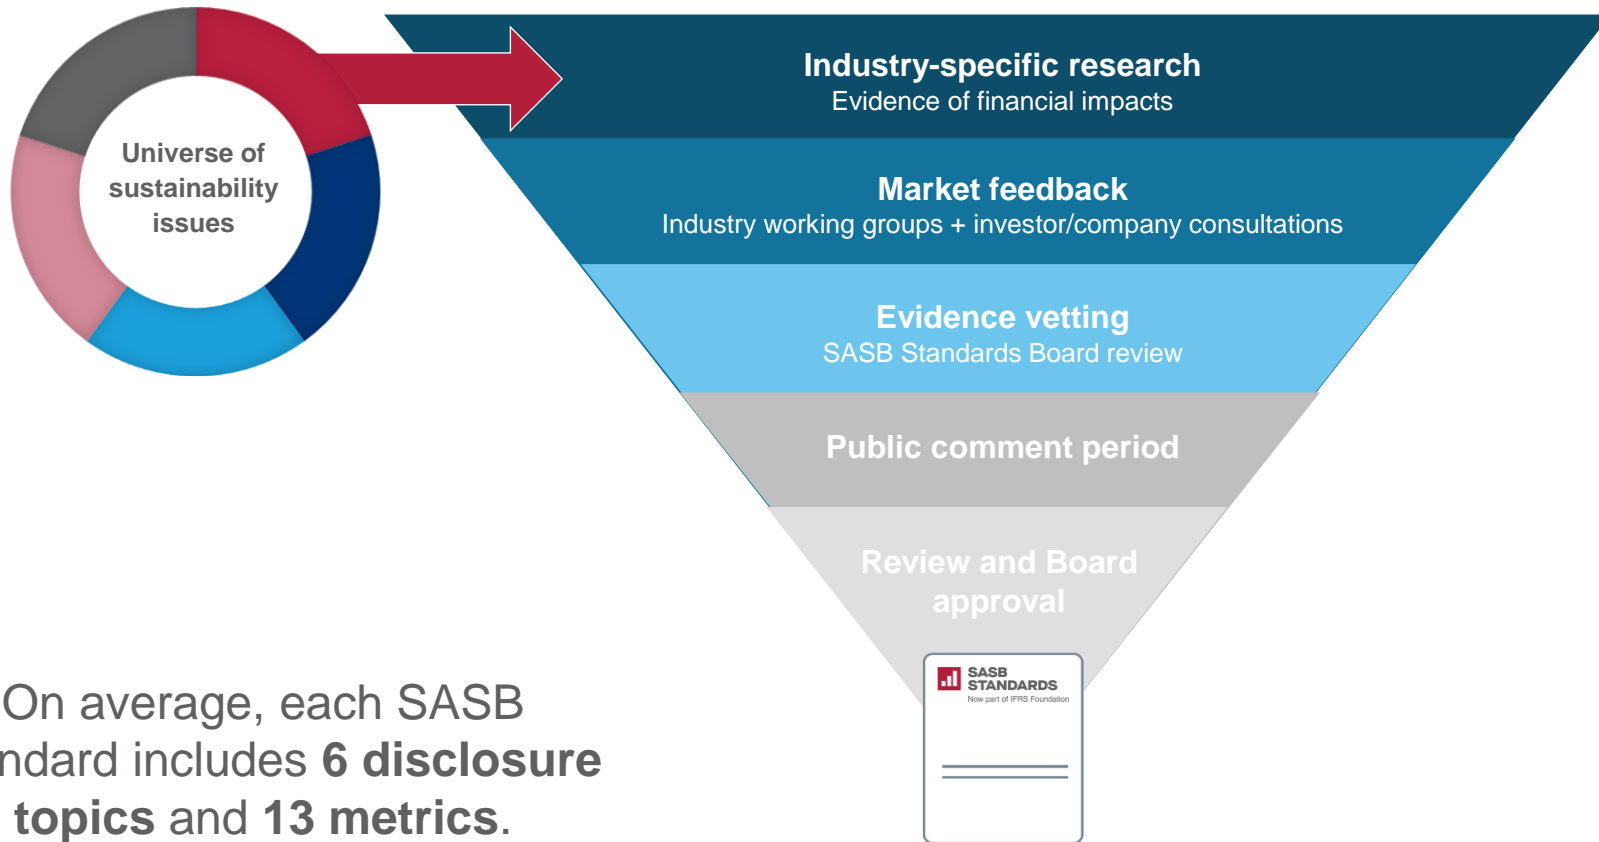 Universe of
sustainability
issues
Industry-specific research
Evidence of financial impacts
Market feedback
Industry working groups + investor/company consultations
Evidence vetting
SASB Standards Board review
Public comment period
Review and Board
approval
SASB
STANDARDS
Now part of IFRS Foundation
On average, each SASB
ndard includes 6 disclosure
topics and 13 metrics.